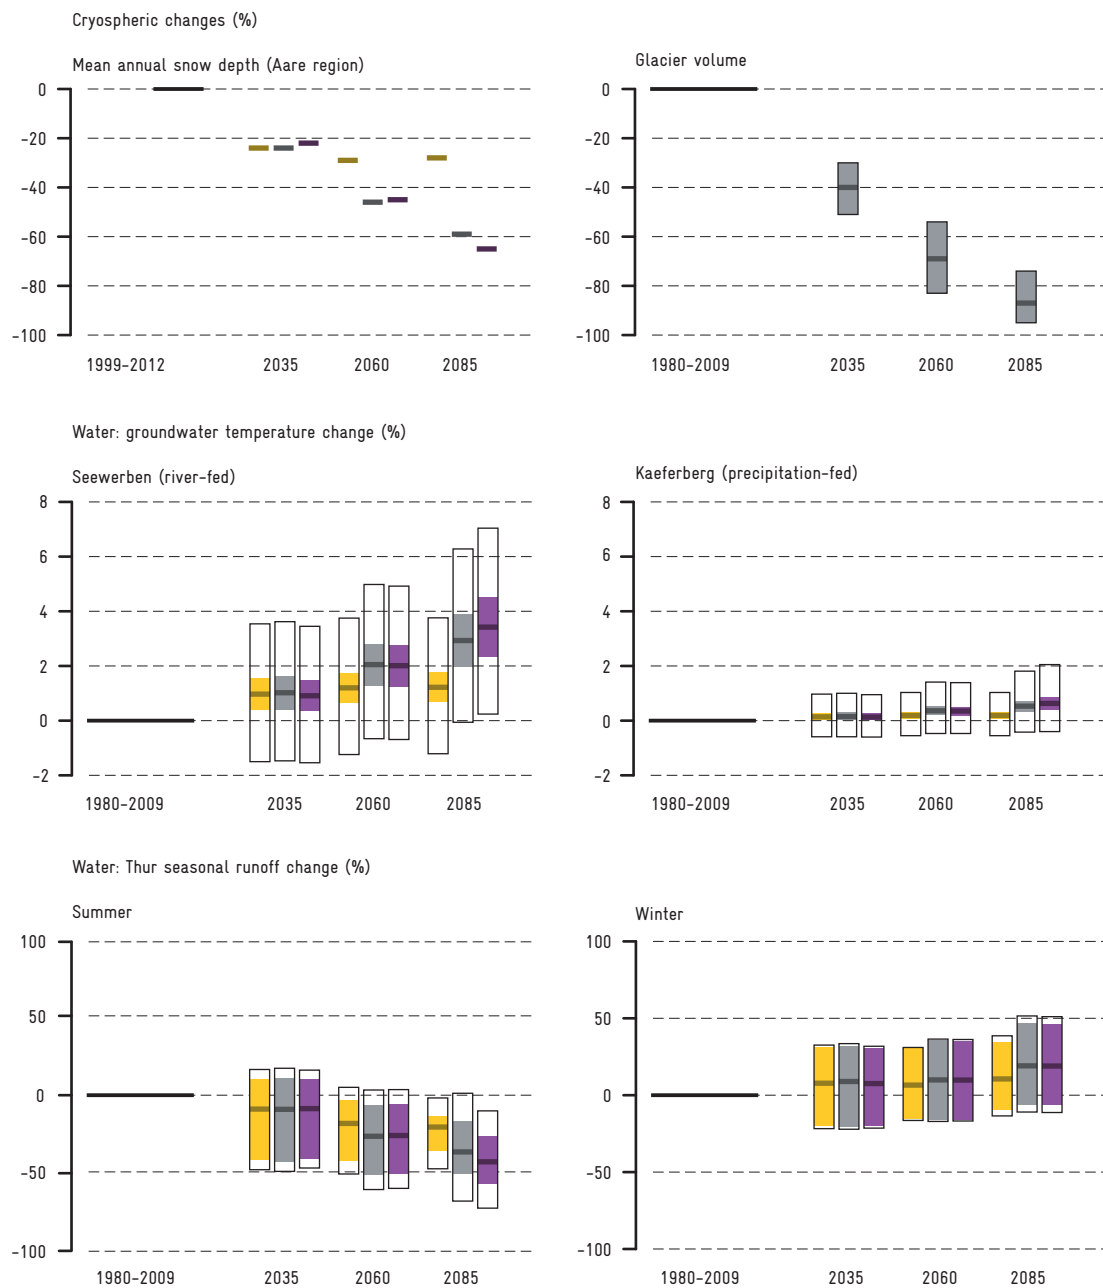 Cryospheric changes (%)
Mean annual snow depth (Aare region)
0
-20
-40
-60
-80
-100
1999-2012 2035 2060 2085
Glacier volume
0
-20
-40
-60
-80
-100
1980-2009 2035 2060 2085
Water: groundwater temperature change (%)
Seewerben (river-fed)
8
6
4
2
0
-2
1980-2009 2035 2060 2085
Kaeferberg (precipitation-fed)
8
6
4
2
0
-2
1980-2009 2035 2060 2085
Water: Thur seasonal runoff change (%)
Summer
100
50
0
-50
-100
1980-2009 2035 2060 2085
Winter
100
50
0
-50
-100
1980-2009 2035 2060 2085